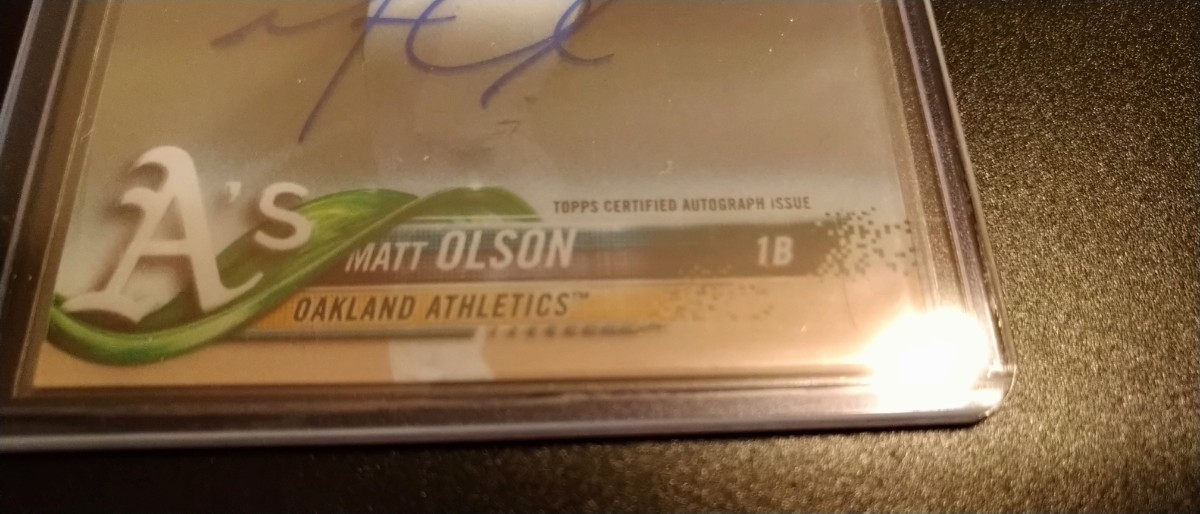 A's
TOPPS CERTIFIED AUTOGRAPH ISSUE
MATT OLSON 1B
OAKLAND ATHLETICS™